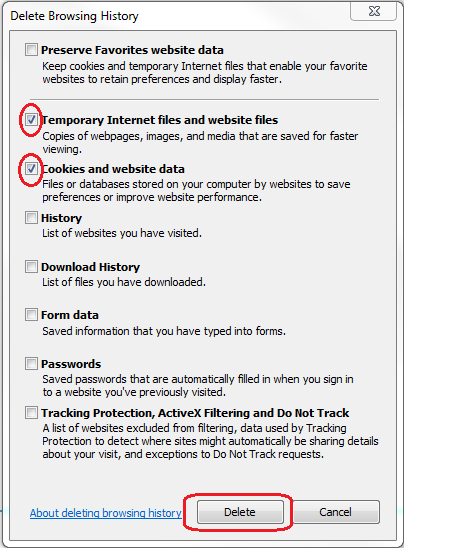 Delete Browsing History
Preserve Favorites website data
Keep cookies and temporary Internet files that enable your favorite
websites to retain preferences and display faster.
Temporary Internet files and website files
Copies of webpages, images, and media that are saved for faster
viewing.
Cookies and website data
Files or databases stored on your computer by websites to save
preferences or improve website performance.
History
List of websites you have visited.
Download History
List of files you have downloaded.
Form data
Saved information that you have typed into forms.
Passwords
Saved passwords that are automatically filled in when you sign in
to a website you've previously visited.
Tracking Protection, ActiveX Filtering and Do Not Track
A list of websites excluded from filtering, data used by Tracking
Protection to detect where sites might automatically be sharing details
about your visit, and exceptions to Do Not Track requests.
About deleting browsing history
Delete
Cancel